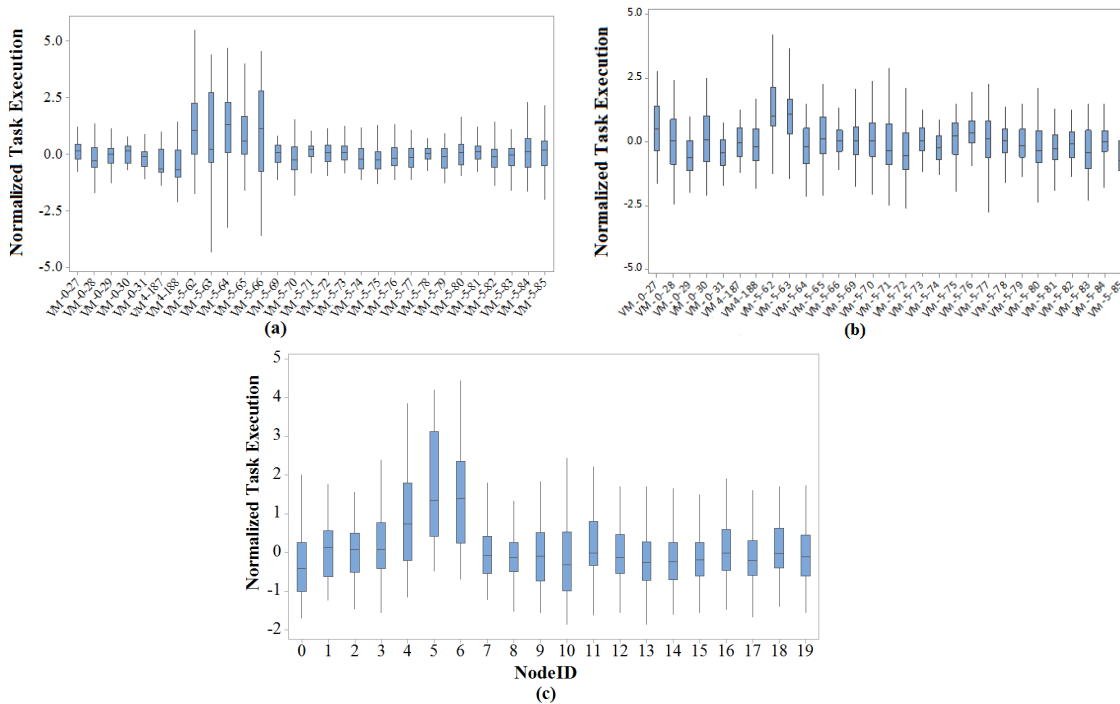 Normalized Task Execution
5.0
2.5
0.0
-2.5
-5.0
VM-0-27 VM-0-28 VM-0-29 VM-0-30 VM-0-31 VM4-187 VM4-188 VM-5-62 VM-5-63 VM-5-64 VM-5-65 VM-5-66 VM-5-69 VM-5-70 VM-5-71 VM-5-72 VM-5-73 VM-5-74 VM-5-75 VM-5-76 VM-5-77 VM-5-78 VM-5-79 VM-5-80 VM-5-81 VM-5-82 VM-5-83 VM-5-84 VM-5-85
(a)
Normalized Task Execution
5.0
2.5
0.0
-2.5
-5.0
VM-0-27 VM-0-28 VM-0-29 VM-0-30 VM-0-31 VM4-187 VM4-188 VM-5-62 VM-5-63 VM-5-64 VM-5-65 VM-5-66 VM-5-69 VM-5-70 VM-5-71 VM-5-72 VM-5-73 VM-5-74 VM-5-75 VM-5-76 VM-5-77 VM-5-78 VM-5-79 VM-5-80 VM-5-81 VM-5-82 VM-5-83 VM-5-84 VM-5-85
(b)
Normalized Task Execution
5
4
3
2
1
0
-1
-2
0 1 2 3 4 5 6 7 8 9 10 11 12 13 14 15 16 17 18 19
NodeID
(c)